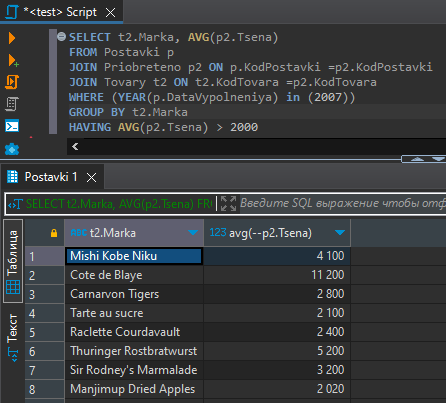 *<test> Script
SELECT t2.Marka, AVG(p2.Tsena)
FROM Postavki p
JOIN Priobreteno p2 ON p.KodPostavki =p2.KodPostavki
JOIN Tovary t2 ON t2.KodTovara =p2.KodTovara
WHERE (YEAR(p.DataVypolneniya) in (2007))
GROUP BY t2.Marka
HAVING AVG(p2.Tsena) > 2000
Postavki 1
SELECT t2.Marka, AVG(p2.Tsena) FR
Введите SQL выражение чтобы отф
Таблица
Текст
t2.Marka
123 avg(--p2.Tsena)
1 Mishi Kobe Niku 4 100
2 Cote de Blaye 11 200
3 Carnarvon Tigers 2 800
4 Tarte au sucre 2 100
5 Raclette Courdavault 2 400
6 Thuringer Rostbratwurst 5 200
7 Sir Rodney's Marmalade 3 200
8 Manjimup Dried Apples 2 020